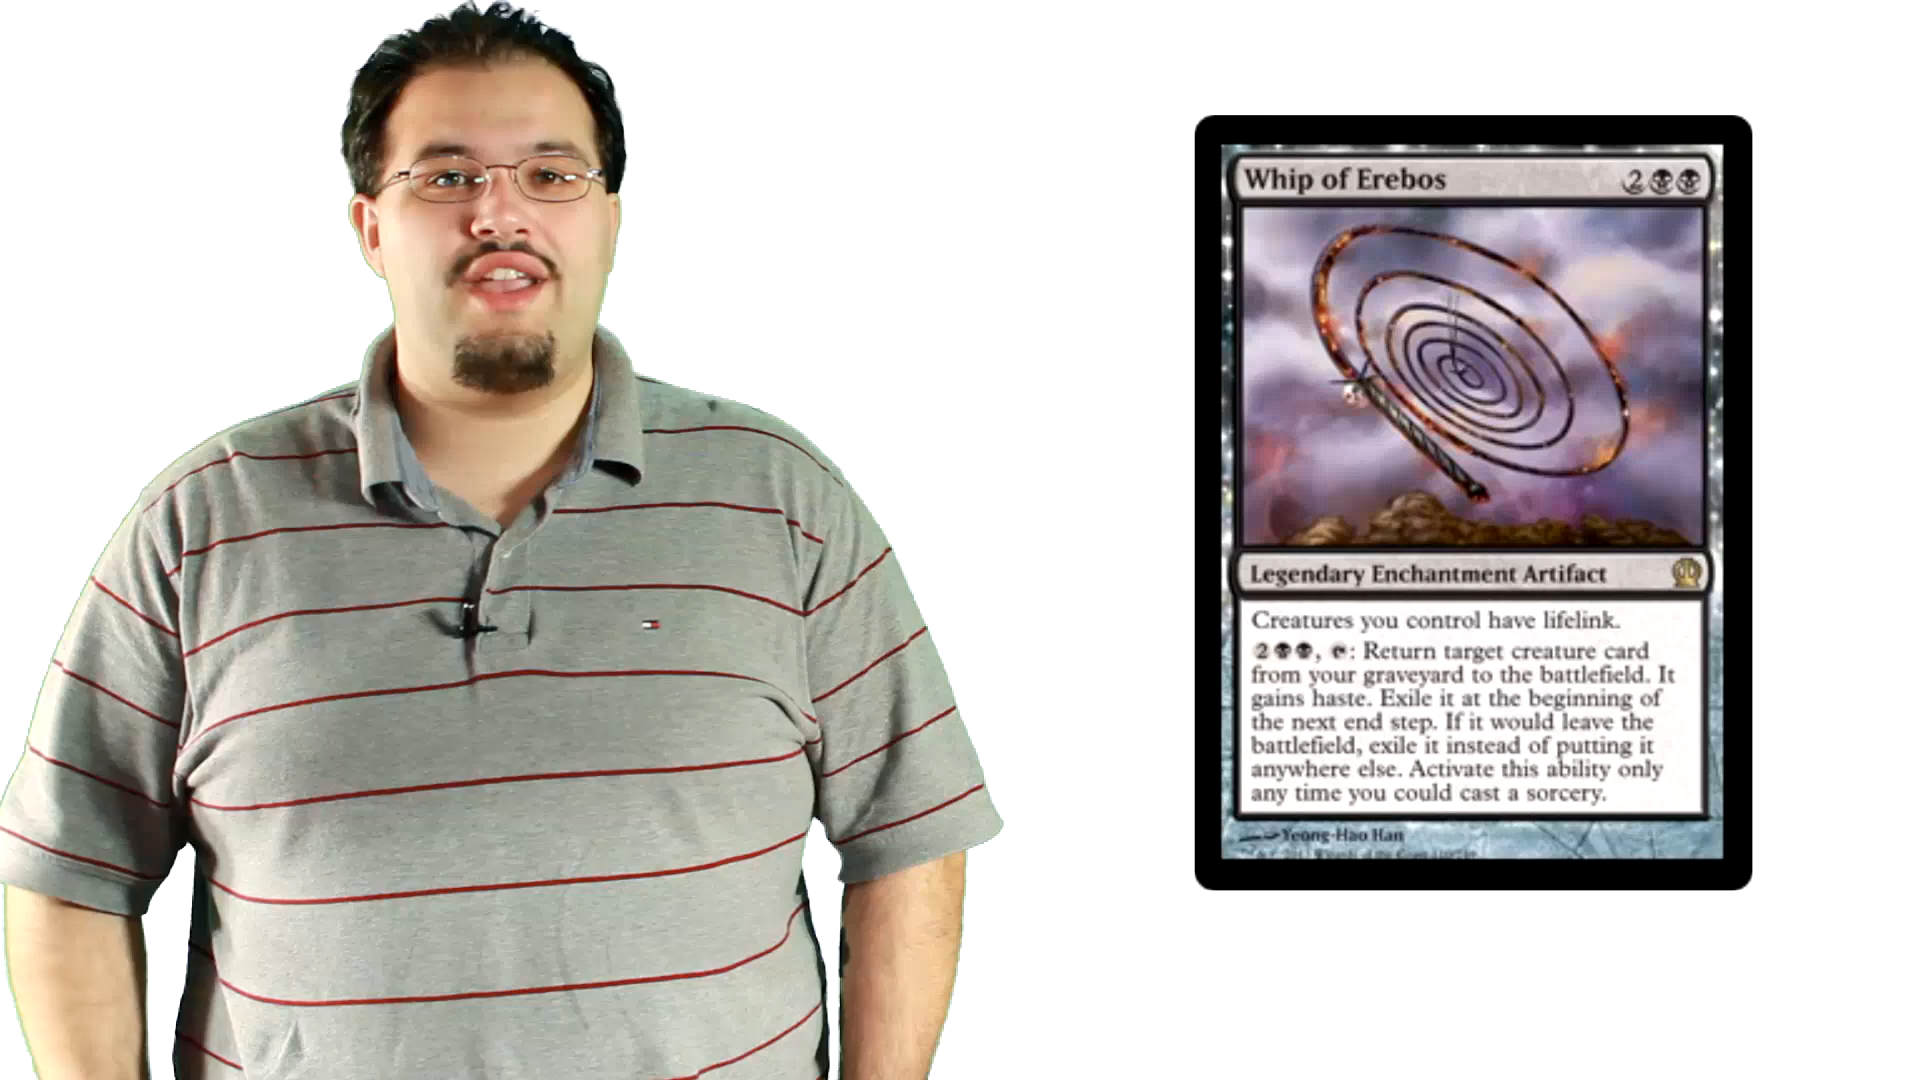 Whip of Erebos 2
Legendary Enchantment Artifact
Creatures you control have lifelink.
2, : Return target creature card
from your graveyard to the battlefield. It
gains haste. Exile it at the beginning of
the next end step. If it would leave the
battlefield, exile it instead of putting it
anywhere else. Activate this ability only
any time you could cast a sorcery.
Yeong-Hao Han